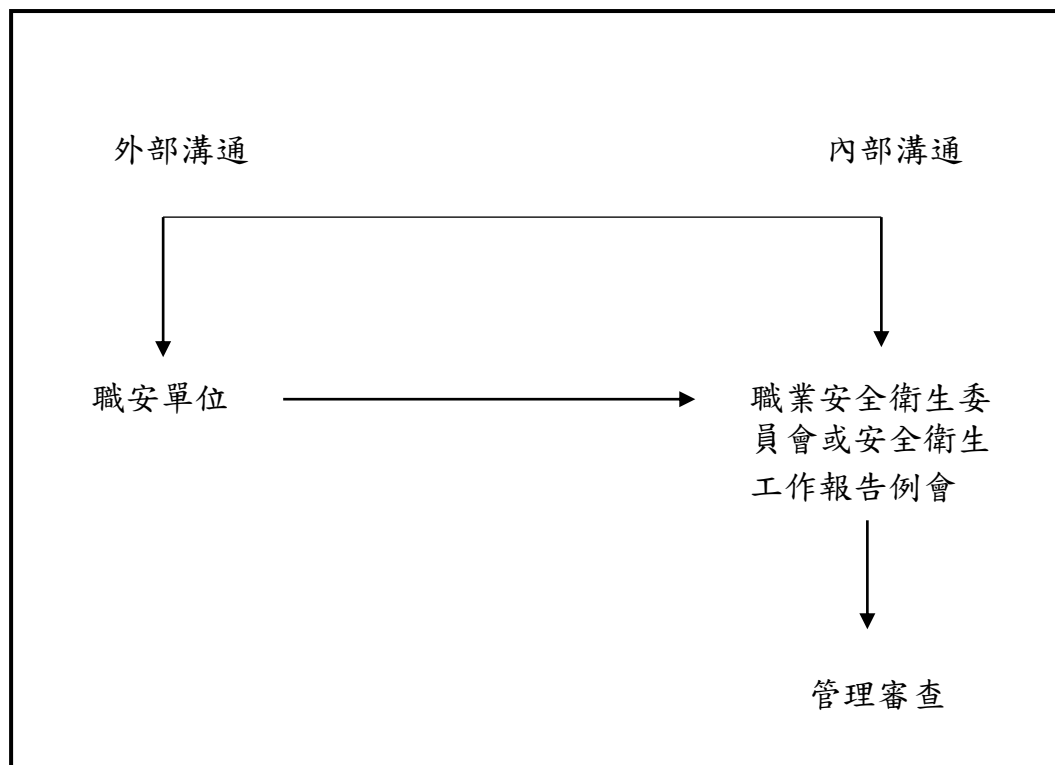 外部溝通
內部溝通
職安單位
職業安全衛生委
員會或安全衛生
工作報告例會
管理審查